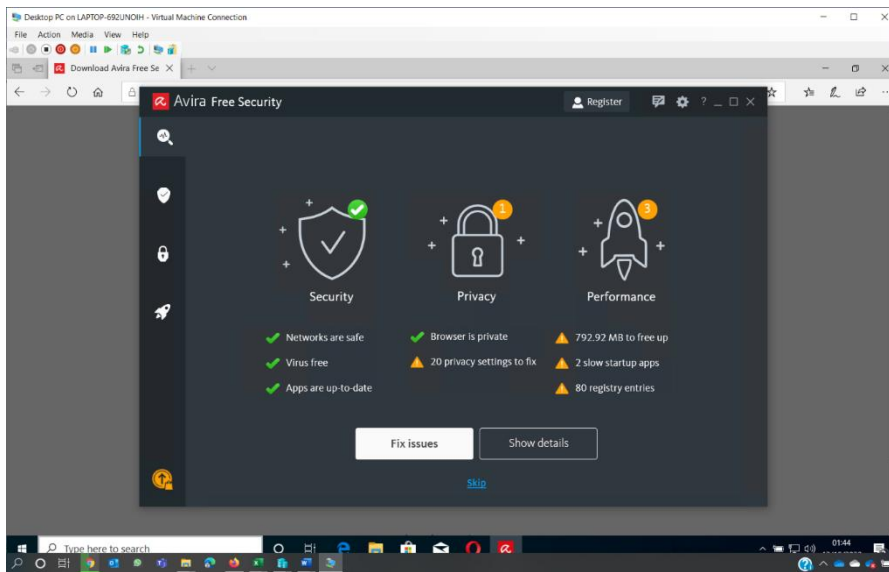 Desktop PC on LAPTOP-692UNOIH - Virtual Machine Connection
File Action Media View Help
Download Avira Free Se
Avira Free Security
Register
?
1
3
Security
Privacy
Performance
Networks are safe
Virus free
Apps are up-to-date
Browser is private
20 privacy settings to fix
792.92 MB to free up
2 slow startup apps
80 registry entries
Fix issues
Show details
Skip
Type here to search
01:44